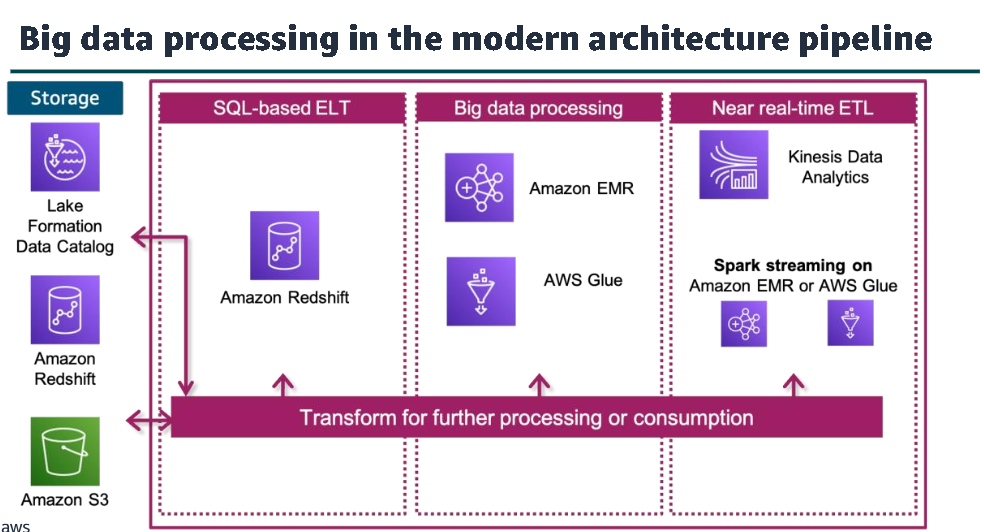 Big data processing in the modern architecture pipeline
Storage
Lake
Formation
Data Catalog
Amazon
Redshift
Amazon S3
SQL-based ELT
Amazon Redshift
Big data processing
Amazon EMR
AWS Glue
Near real-time ETL
Kinesis Data
Analytics
Spark streaming on
Amazon EMR or AWS Glue
Transform for further processing or consumption
aws